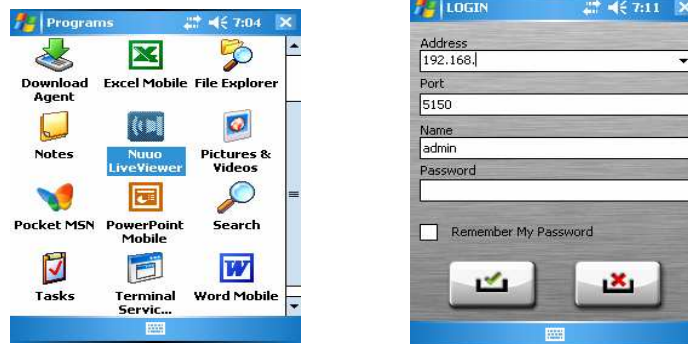 Programs 7:04
Download Agent
Excel Mobile
File Explorer
Notes
Nuuo LiveViewer
Pictures & Videos
Pocket MSN
PowerPoint Mobile
Search
Tasks
Terminal Servic...
Word Mobile
LOGIN 7:11
Address
192.168.
Port
5150
Name
admin
Password
Remember My Password